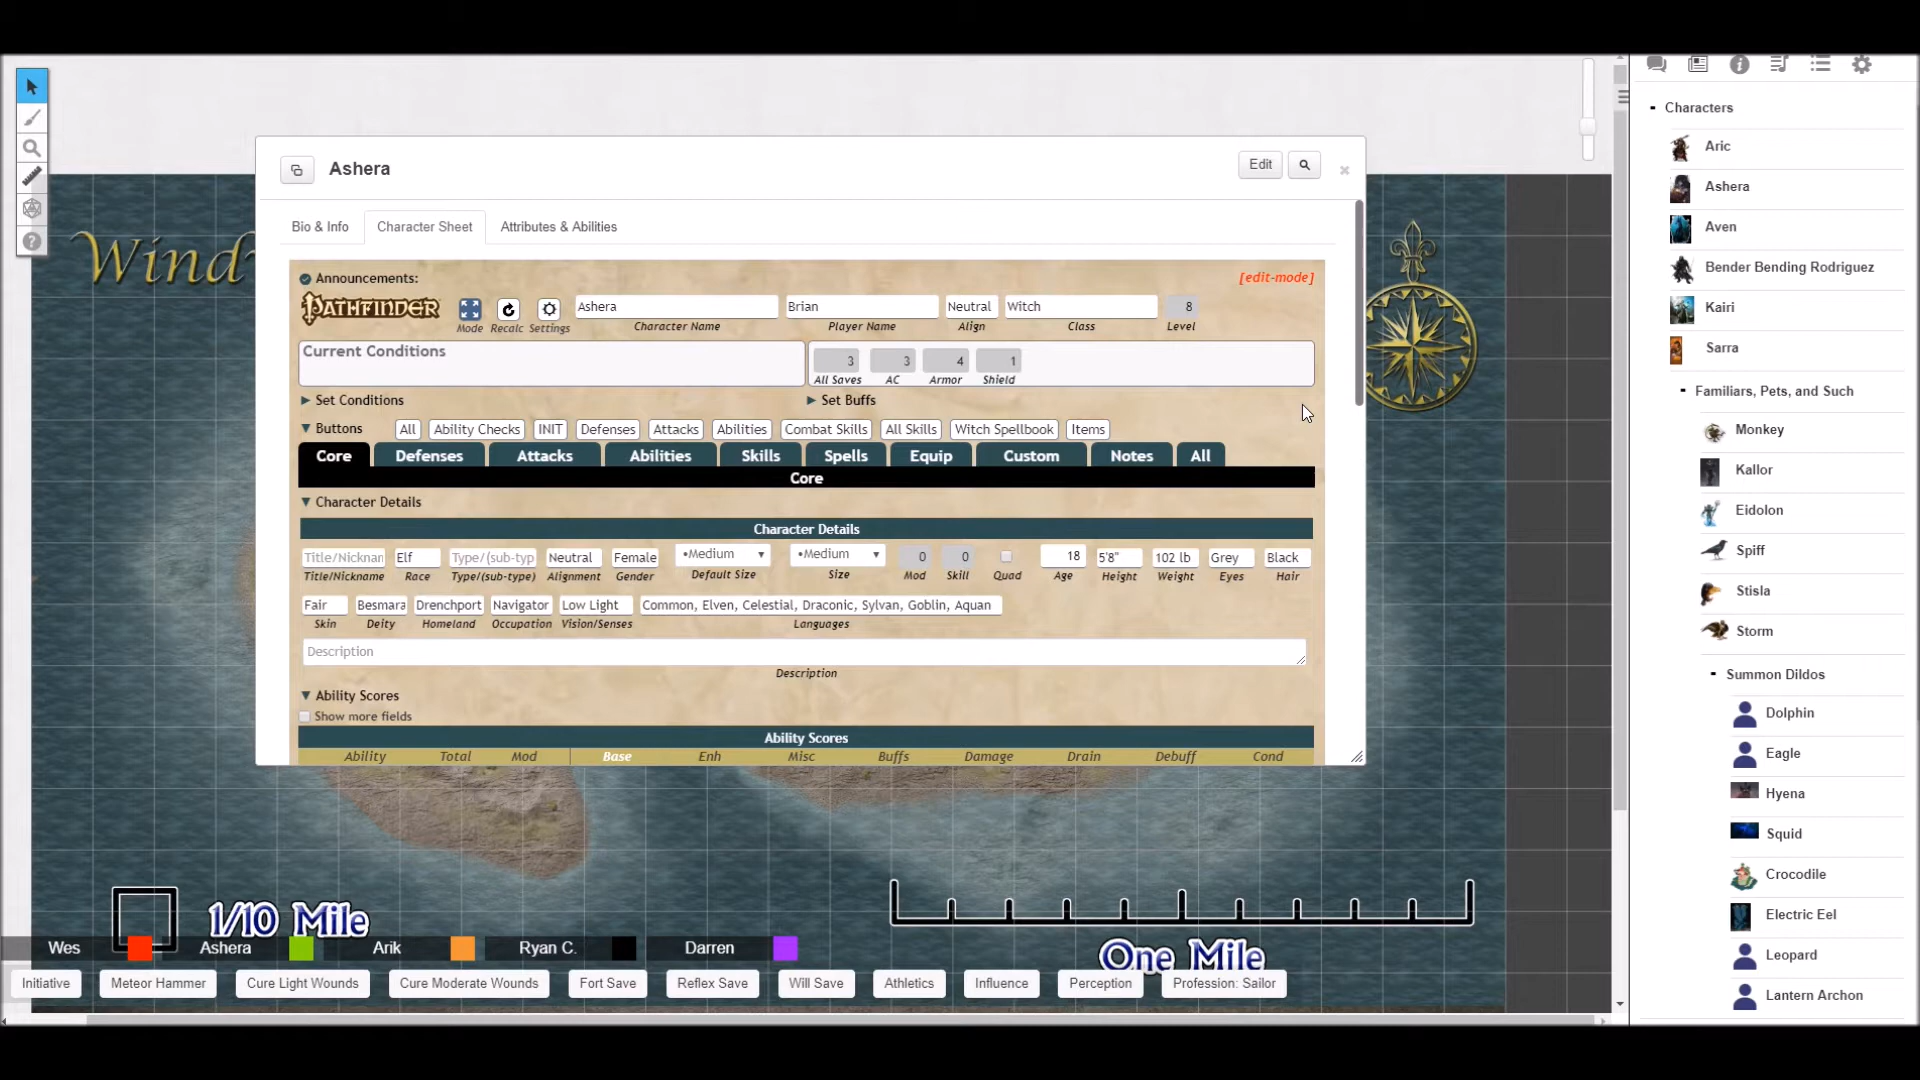 Wind
Ashera
Edit
Bio & Info
Character Sheet
Attributes & Abilities
Announcements:
[edit-mode]
PATHFINDER
Mode
Recalc
Settings
Ashera
Brian
Neutral
Witch
8
Character Name
Player Name
Align
Class
Level
Current Conditions
3
3
4
1
All Saves
AC
Armor
Shield
Set Conditions
Set Buffs
Buttons
All
Ability Checks
INIT
Defenses
Attacks
Abilities
Combat Skills
All Skills
Witch Spellbook
Items
Core
Defenses
Attacks
Abilities
Skills
Spells
Equip
Custom
Notes
All
Core
Character Details
Character Details
Title/Nicknan
Elf
Type/(sub-typ
Neutral
Female
•Medium
•Medium
0
0
18
5'8"
102 lb
Grey
Black
Title/Nickname
Race
Type/(sub-type)
Alignment
Gender
Default Size
Size
Mod
Skill
Quad
Age
Height
Weight
Eyes
Hair
Fair
Besmara
Drenchport
Navigator
Low Light
Common, Elven, Celestial, Draconic, Sylvan, Goblin, Aquan
Skin
Deity
Homeland
Occupation
Vision/Senses
Languages
Description
Description
Ability Scores
Show more fields
Ability Scores
Ability
Total
Mod
Base
Enh
Misc
Buffs
Damage
Drain
Debuff
Cond
1/10 Mile
One Mile
Wes
Ashera
Arik
Ryan C.
Darren
Initiative
Meteor Hammer
Cure Light Wounds
Cure Moderate Wounds
Fort Save
Reflex Save
Will Save
Athletics
Influence
Perception
Profession: Sailor
Characters
Aric
Ashera
Aven
Bender Bending Rodriguez
Kairi
Sarra
Familiars, Pets, and Such
Monkey
Kallor
Eidolon
Spiff
Stisla
Storm
Summon Dildos
Dolphin
Eagle
Hyena
Squid
Crocodile
Electric Eel
Leopard
Lantern Archon